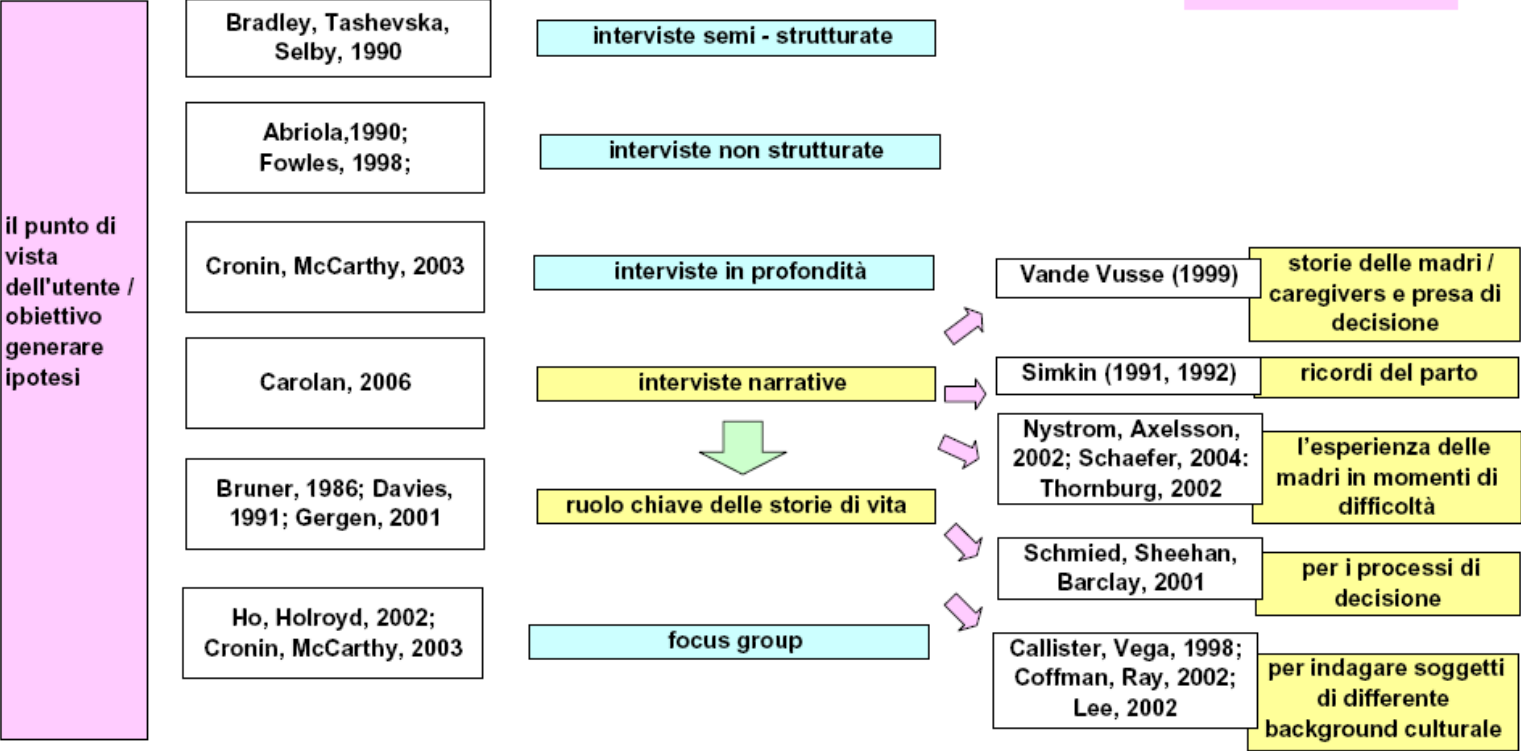 il punto di
vista
dell'utente /
obiettivo
generare
ipotesi
Bradley, Tashevska,
Selby, 1990
interviste semi - strutturate
Abriola,1990;
Fowles, 1998;
interviste non strutturate
Cronin, McCarthy, 2003
interviste in profondità
Carolan, 2006
interviste narrative
Bruner, 1986; Davies,
1991; Gergen, 2001
ruolo chiave delle storie di vita
Ho, Holroyd, 2002;
Cronin, McCarthy, 2003
focus group
Vande Vusse (1999)
storie delle madri /
caregivers e presa di
decisione
Simkin (1991, 1992)
ricordi del parto
Nystrom, Axelsson,
2002; Schaefer, 2004:
Thornburg, 2002
l'esperienza delle
madri in momenti di
difficoltà
Schmied, Sheehan,
Barclay, 2001
per i processi di
decisione
Callister, Vega, 1998;
Coffman, Ray, 2002;
Lee, 2002
per indagare soggetti
di differente
background culturale